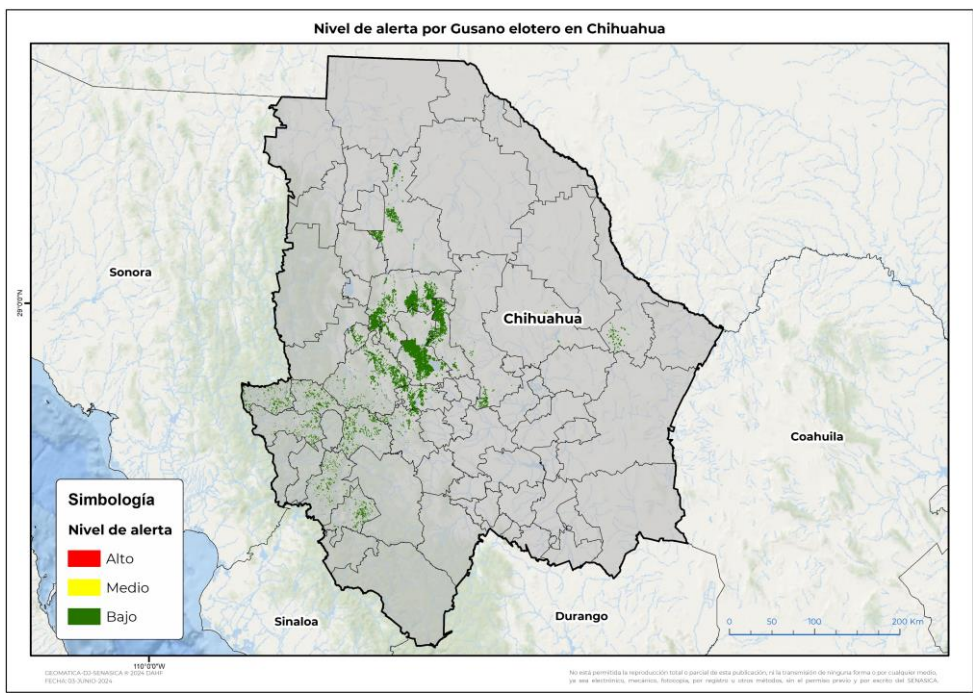 Nivel de alerta por Gusano elotero en Chihuahua
Sonora
29°0'0"N
Chihuahua
Coahuila
Simbología
Nivel de alerta
Alto
Medio
Bajo
Sinaloa
Durango
0 50 100 200 Km
110°0'0"W
GEOMATICA-DJ-SENASICA © 2024 DAHF
FECHA: 03-JUNIO-2024
No está permitida la reproducción total o parcial de esta publicación, ni la transmisión de ninguna forma o por cualquier medio,
ya sea electrónico, mecánico, fotocopia, por registro u otros métodos, sin el permiso previo y por escrito del SENASICA.